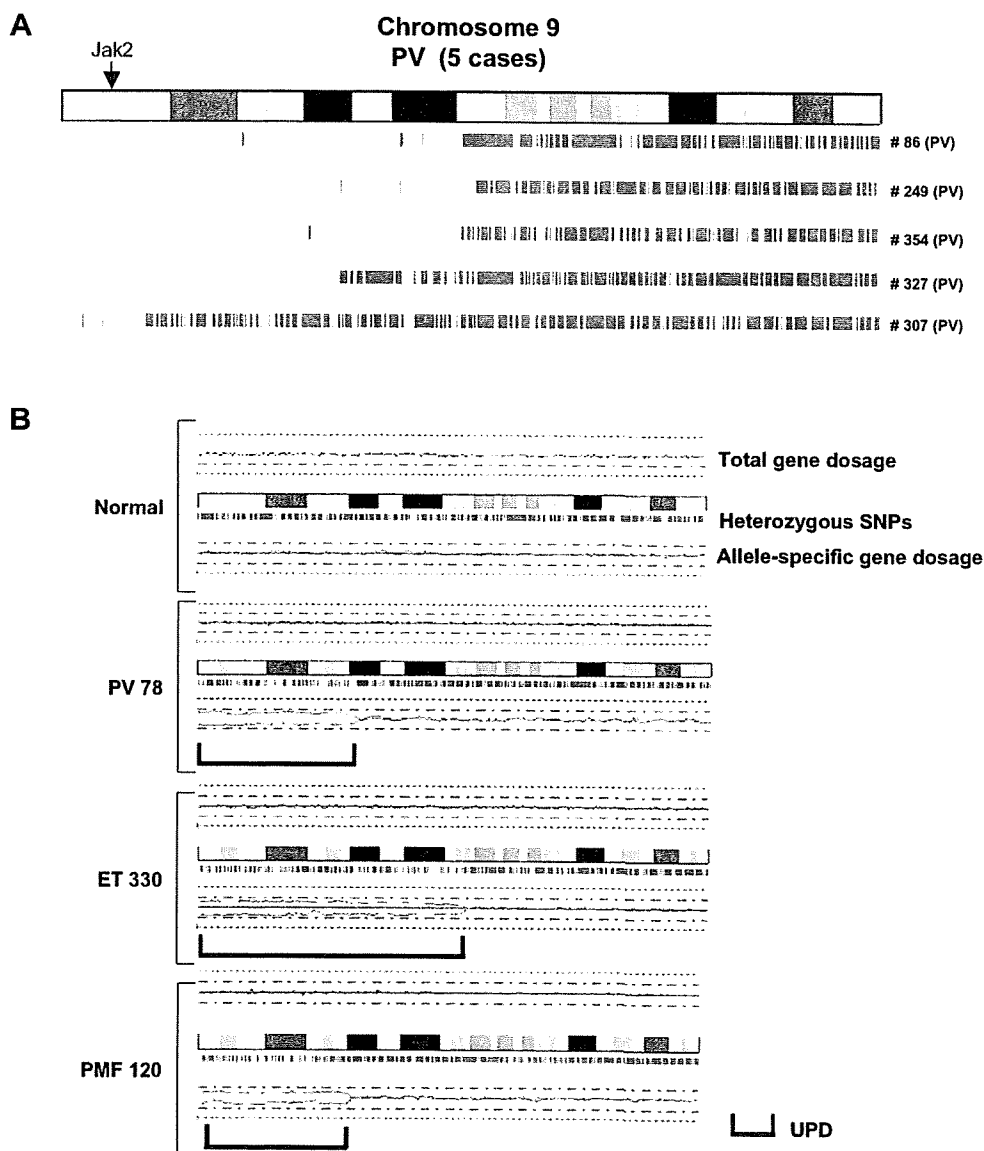 A
Chromosome 9
PV (5 cases)
Jak2
# 86 (PV)
# 249 (PV)
# 354 (PV)
# 327 (PV)
# 307 (PV)
B
Normal
Total gene dosage
Heterozygous SNPs
Allele-specific gene dosage
PV 78
ET 330
PMF 120
UPD